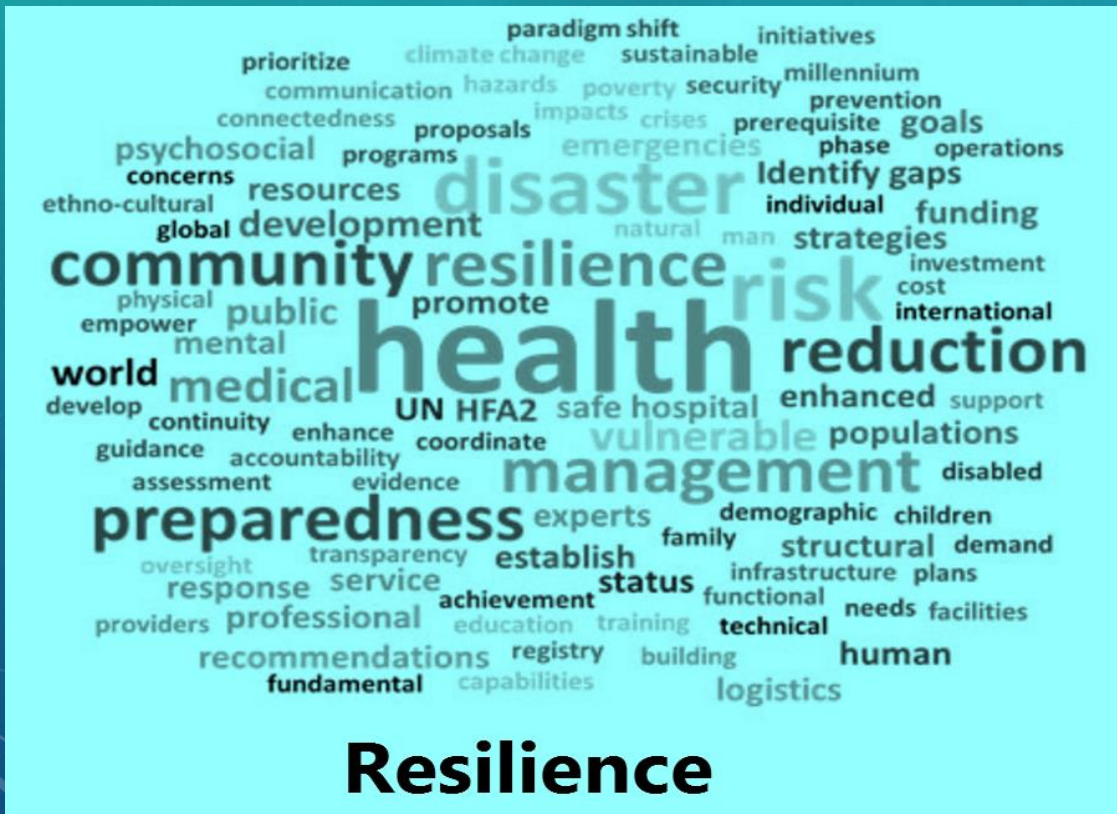 paradigm shift initiatives
prioritize climate change sustainable
communication hazards poverty security millennium
connectedness impacts crises prevention
psychosocial proposals prerequisite goals
concerns programs emergencies phase operations
ethno-cultural resources disaster Identify gaps
global development natural man individual funding
community resilience risk strategies
physical public promote investment
empower cost
mental health international
world medical reduction
develop UN HFA2 safe hospital enhanced support
continuity enhance coordinate vulnerable populations
guidance accountability management disabled
assessment evidence
preparedness experts demographic children
oversight transparency establish family structural demand
response service status infrastructure plans
providers professional achievement functional needs facilities
education training technical
recommendations registry building human
fundamental capabilities logistics
Resilience